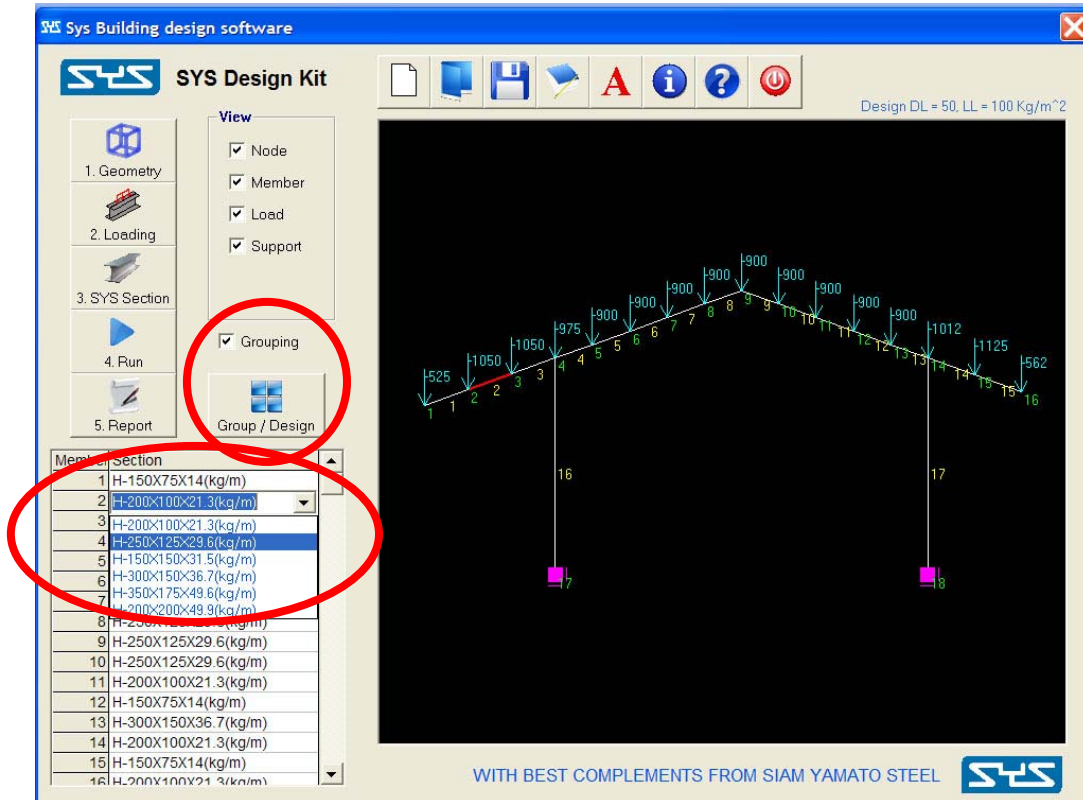 SYS Sys Building design software
SYS SYS Design Kit
A i ?
Design DL = 50, LL = 100 Kg/m^2
View
Node
Member
Load
Support
1. Geometry
2. Loading
3. SYS Section
4. Run
5. Report
Grouping
Group / Design
Member Section
1 H-150X75X14(kg/m)
2 H-200X100X21.3(kg/m)
3 H-200X100X21.3(kg/m)
4 H-250X125X29.6(kg/m)
5 H-150X150X31.5(kg/m)
6 H-300X150X36.7(kg/m)
7 H-350X175X49.6(kg/m)
H-200X200X49.9(kg/m)
8
9 H-250X125X29.6(kg/m)
10 H-250X125X29.6(kg/m)
11 H-200X100X21.3(kg/m)
12 H-150X75X14(kg/m)
13 H-300X150X36.7(kg/m)
14 H-200X100X21.3(kg/m)
15 H-150X75X14(kg/m)
16 H-200X100X21.3(kg/m)
-900
-900 -900
-900 -900
-900 -900
-975 -900 -1012
-1050 -1125
-525 -1050 -562
1 1 2 2 3 3 4 4 5 5 6 6 7 7 8 8 9 9 10 10 11 11 12 12 13 13 14 14 15 15 16
16 17
17 18
WITH BEST COMPLEMENTS FROM SIAM YAMATO STEEL SYS